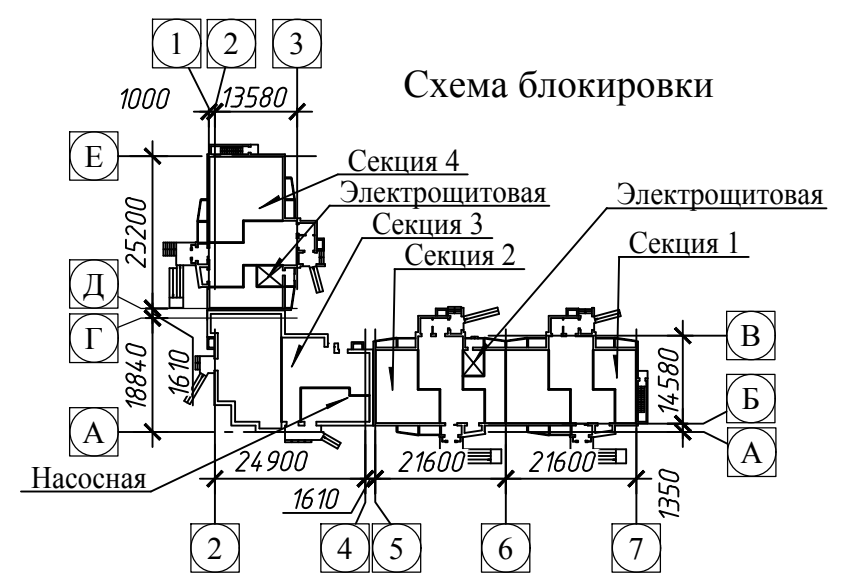 1 2 3
1000 13580
Схема блокировки
Е
Секция 4
Электрощитовая
Электрощитовая
Секция 3
25200
Секция 2
Секция 1
Д
Г
В
1610
18840
14580
Б
А
А
24900 21600 21600
Насосная
1610
1350
2 4 5 6 7